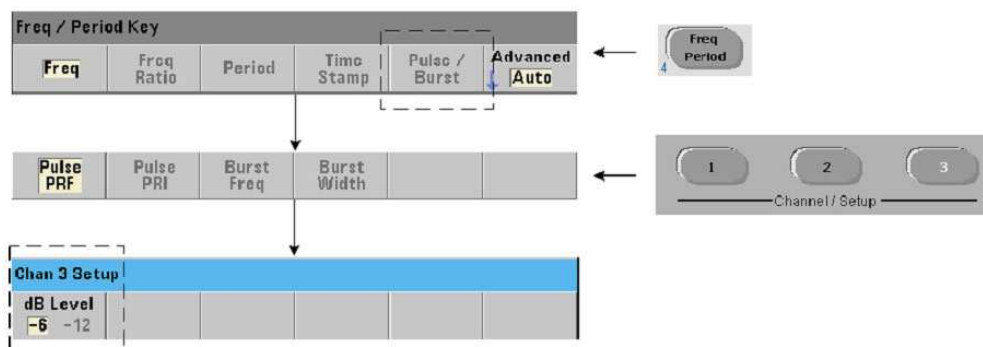 Freq / Period Key
Freq
Freq Ratio
Period
Time Stamp
Pulse / Burst
Advanced
Auto
Freq Period
4
Pulse PRF
Pulse PRI
Burst Freq
Burst Width
1
2
3
Channel / Setup
Chan 3 Setup
dB Level
-6 -12